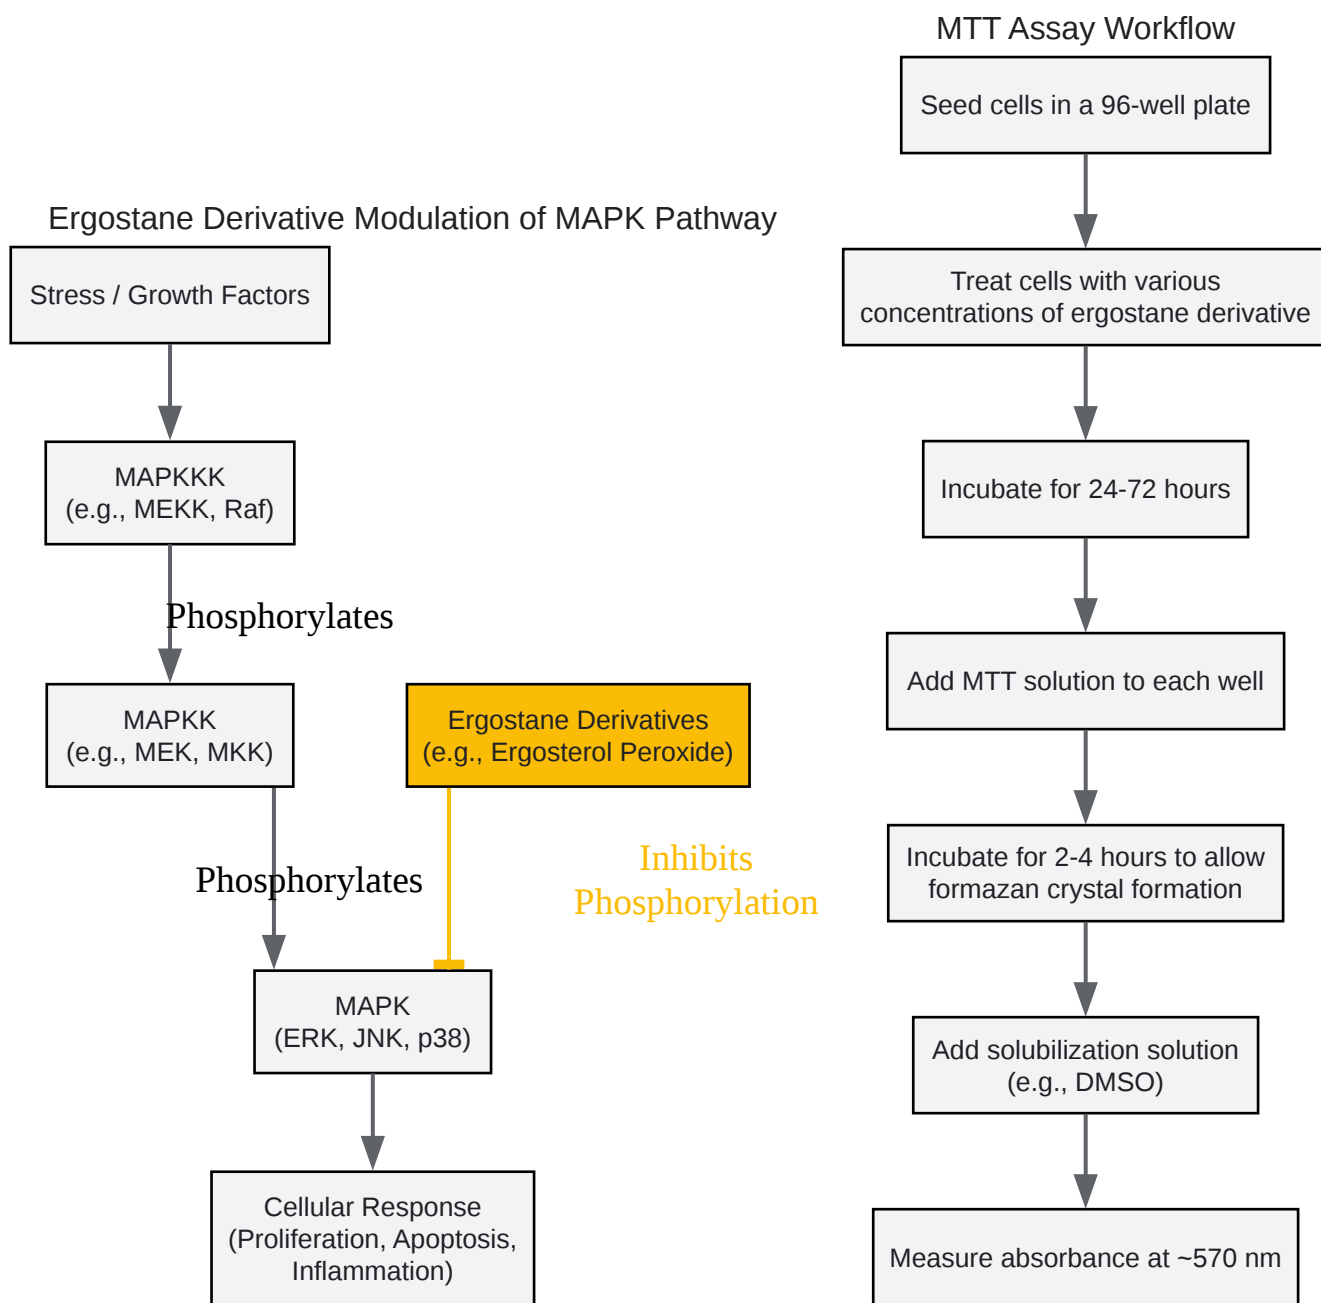 Ergostane Derivative Modulation of MAPK Pathway
Stress / Growth Factors
MAPKKK
(e.g., MEKK, Raf)
Phosphorylates
MAPKK
(e.g., MEK, MKK)
Ergostane Derivatives
(e.g., Ergosterol Peroxide)
Phosphorylates
Inhibits
Phosphorylation
MAPK
(ERK, JNK, p38)
Cellular Response
(Proliferation, Apoptosis,
Inflammation)
MTT Assay Workflow
Seed cells in a 96-well plate
Treat cells with various
concentrations of ergostane derivative
Incubate for 24-72 hours
Add MTT solution to each well
Incubate for 2-4 hours to allow
formazan crystal formation
Add solubilization solution
(e.g., DMSO)
Measure absorbance at ~570 nm